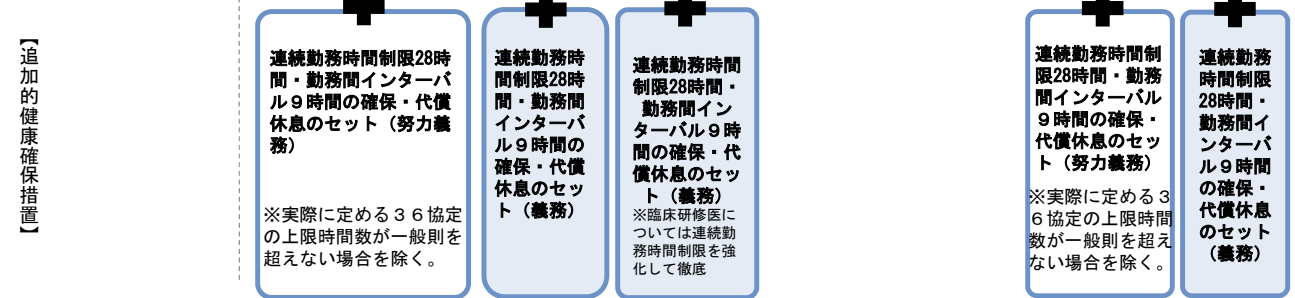 【追加的健康確保措置】
連続勤務時間制限28時
間・勤務間インターバ
ル９時間の確保・代償
休息のセット（努力義
務）
※実際に定める３６協定
の上限時間数が一般則を
超えない場合を除く。
連続勤務時
間制限28時
間・勤務間
インターバ
ル９時間の
確保・代償
休息のセッ
ト（義務）
連続勤務時間
制限28時間・
勤務間イン
ターバル９時
間の確保・代
償休息のセッ
ト（義務）
※臨床研修医に
ついては連続勤
務時間制限を強
化して徹底
連続勤務時間制
限28時間・勤務
間インターバル
９時間の確保・
代償休息のセッ
ト（努力義務）
※実際に定める３
６協定の上限時間
数が一般則を超え
ない場合を除く。
連続勤務
時間制限
28時間・
勤務間イ
ンターバ
ル９時間
の確保・
代償休息
のセット
（義務）